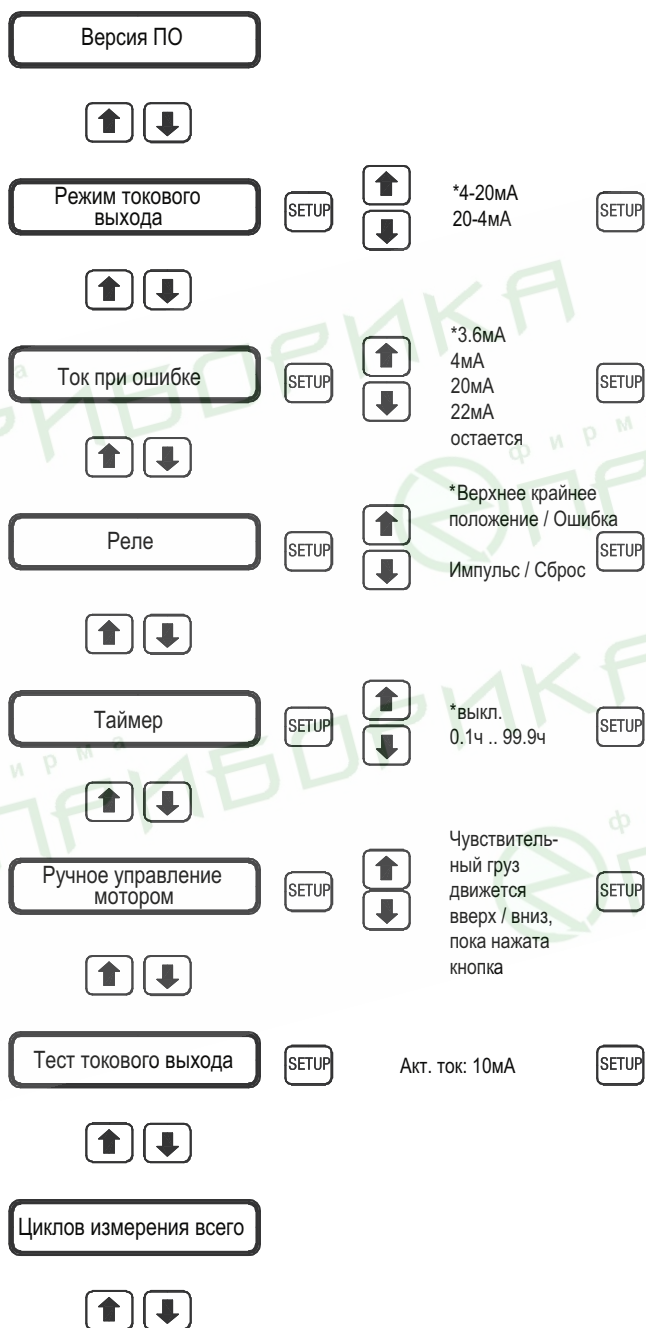 Версия ПО
Режим токового
выхода
SETUP
*4-20мА
20-4мА
SETUP
Ток при ошибке
SETUP
*3.6мА
4мА
20мА
22мА
остается
SETUP
Реле
SETUP
*Верхнее крайнее
положение / Ошибка
Импульс / Сброс
SETUP
Таймер
SETUP
*выкл.
0.1ч .. 99.9ч
SETUP
Ручное управление
мотором
SETUP
Чувствитель-
ный груз
движется
вверх / вниз,
пока нажата
кнопка
SETUP
Тест токового выхода
SETUP
Акт. ток: 10мА
SETUP
Циклов измерения всего